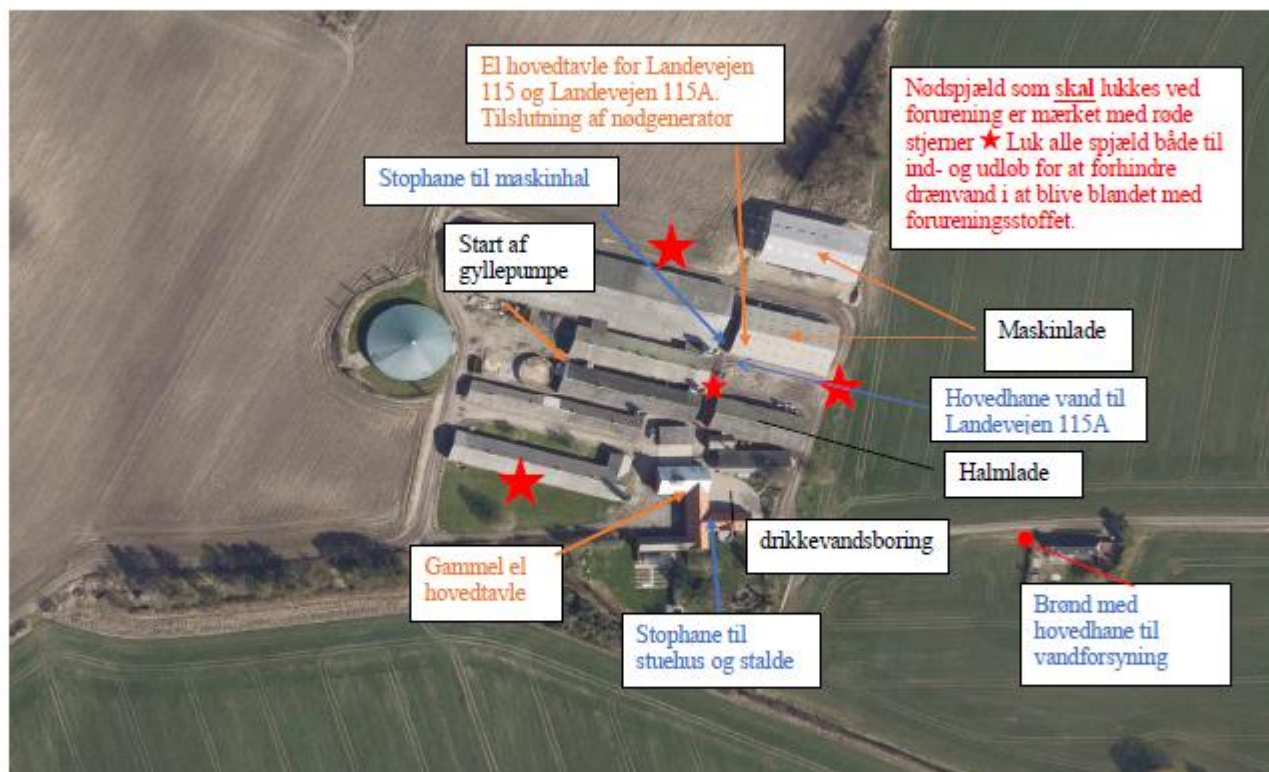 El hovedtavle for Landevejen
115 og Landevejen 115A.
Tilslutning af nødgenerator
Nødspjæld som skal lukkes ved
forurening er mærket med røde
stjerner ★ Luk alle spjæld både til
ind- og udløb for at forhindre
drænvand i at blive blandet med
forureningsstoffet.
Stophane til maskinhal
Start af
gyllepumpe
Maskinlade
Hovedhane vand til
Landevejen 115A
Halmlade
drikkevandsboring
Gammel el
hovedtavle
Stophane til
stuehus og stalde
Brønd med
hovedhane til
vandforsyning